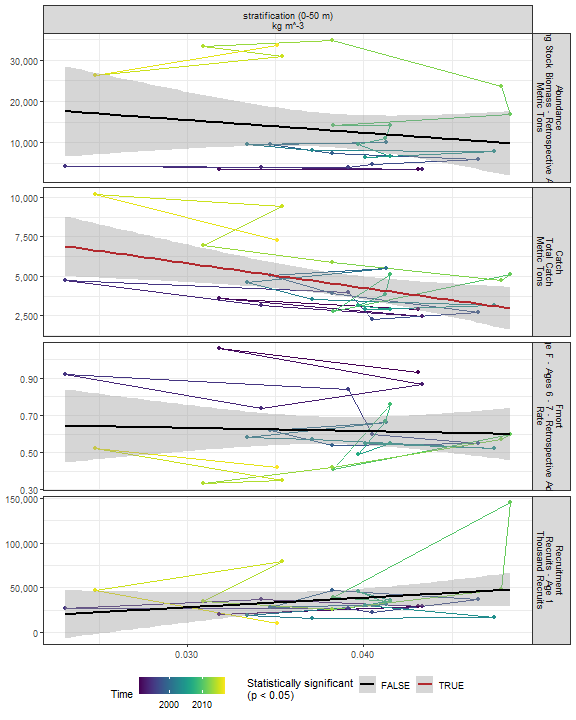 stratification (0-50 m)
kg m^-3
30,000
20,000
10,000
Abundance
Stock Biomass - Retrospective
Metric Tons
10,000
7,500
5,000
2,500
Catch
Total Catch
Metric Tons
0.90
0.70
0.50
0.30
Fmort
F - Ages 6 - 7 - Retrospective
Rate
150,000
100,000
50,000
0
Recruitment
Recruits - Age 1
Thousand Recruits
0.030
0.040
Time
2000
2010
Statistically significant
(p < 0.05)
FALSE
TRUE